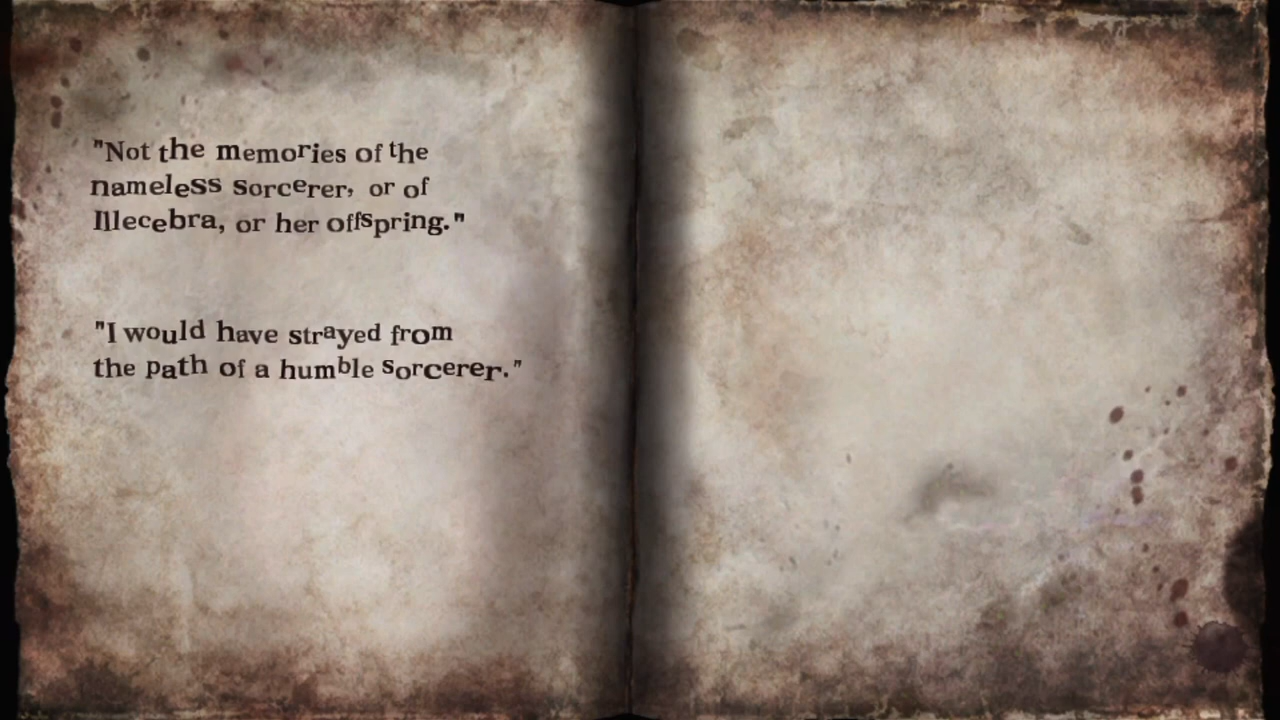 "Not the memories of the
nameless sorcerer, or of
Illecebra, or her offspring."
"I would have strayed from
the path of a humble sorcerer."